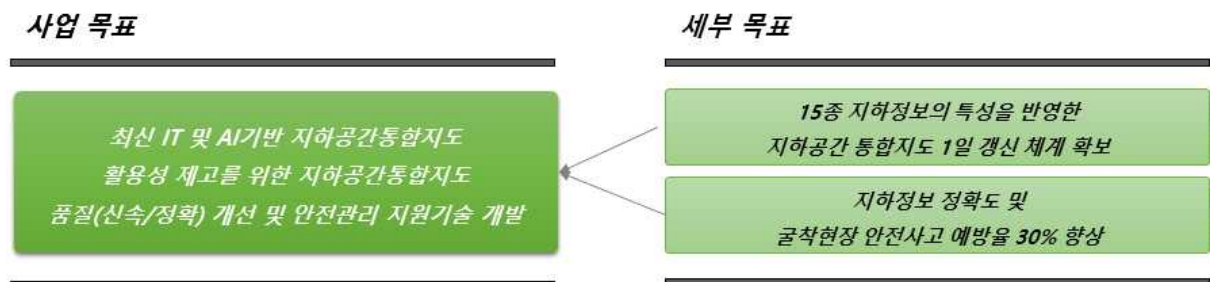 사업 목표
최신 IT 및 AI기반 지하공간통합지도
활용성 제고를 위한 지하공간통합지도
품질(신속/정확) 개선 및 안전관리 지원기술 개발
세부 목표
15종 지하정보의 특성을 반영한
지하공간 통합지도 1일 갱신 체계 확보
지하정보 정확도 및
굴착현장 안전사고 예방율 30% 향상